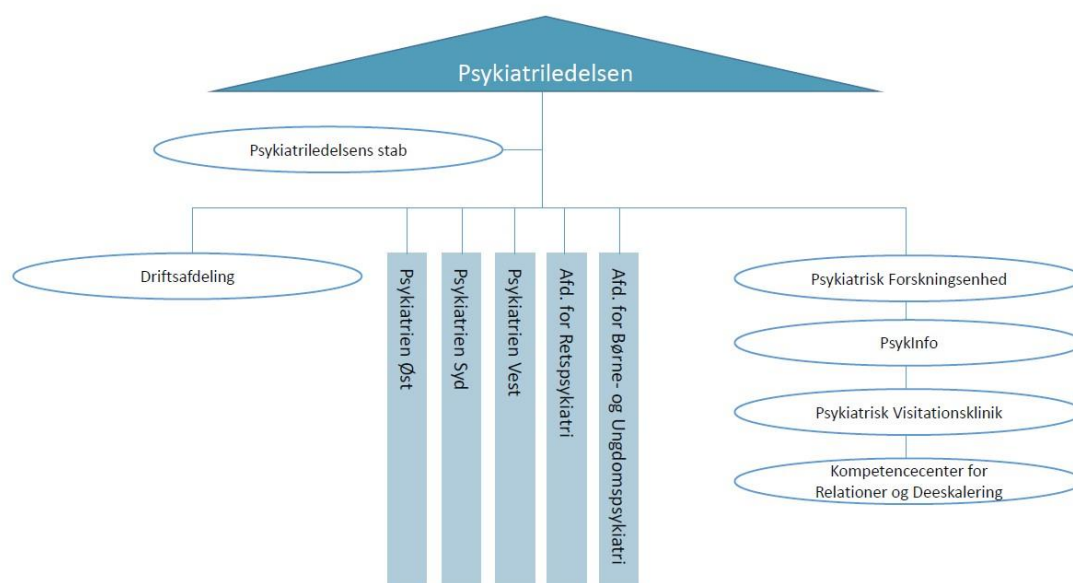 Psykiatriledelsen
Psykiatriledelsens stab
Driftsafdeling
Psykiatrien Øst
Psykiatrien Syd
Psykiatrien Vest
Afd. for Retspsykiatri
Afd. for Børne- og Ungdomspsykiatri
Psykiatrisk Forskningsenhed
PsykInfo
Psykiatrisk Visitationsklinik
Kompetencecenter for
Relationer og Deeskalering